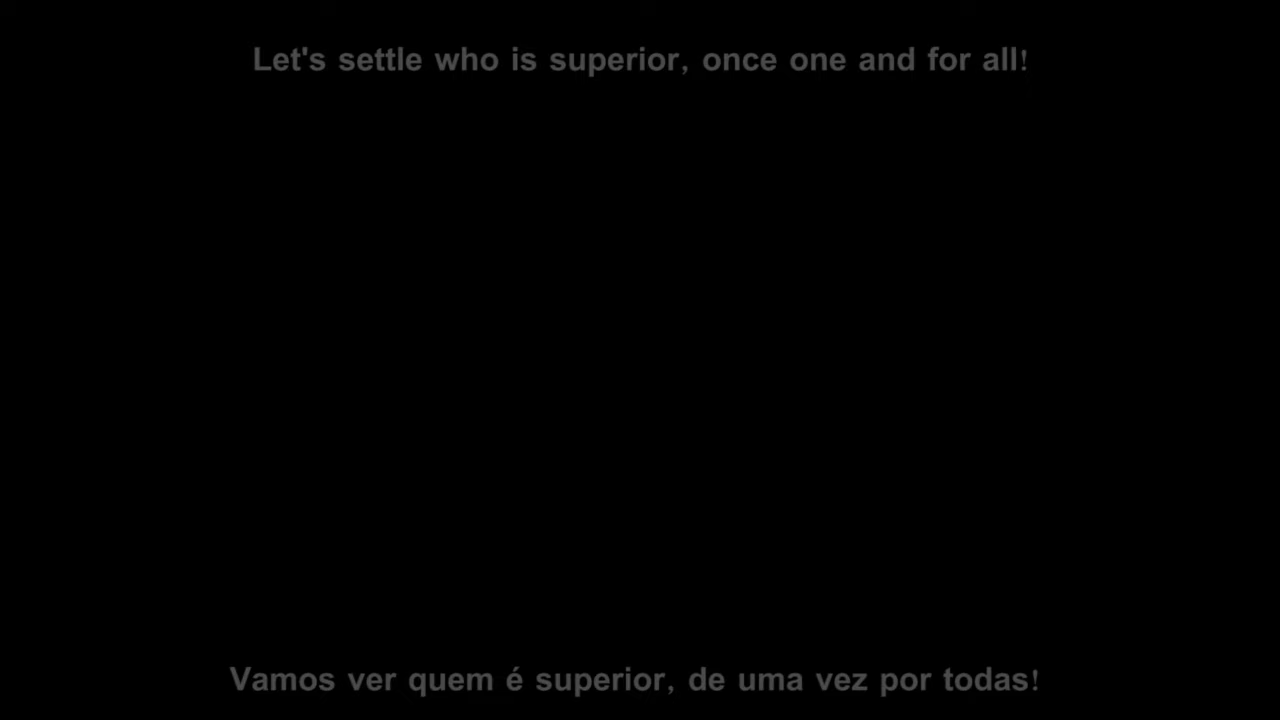 Let's settle who is superior, once one and for all!
Vamos ver quem é superior, de uma vez por todas!